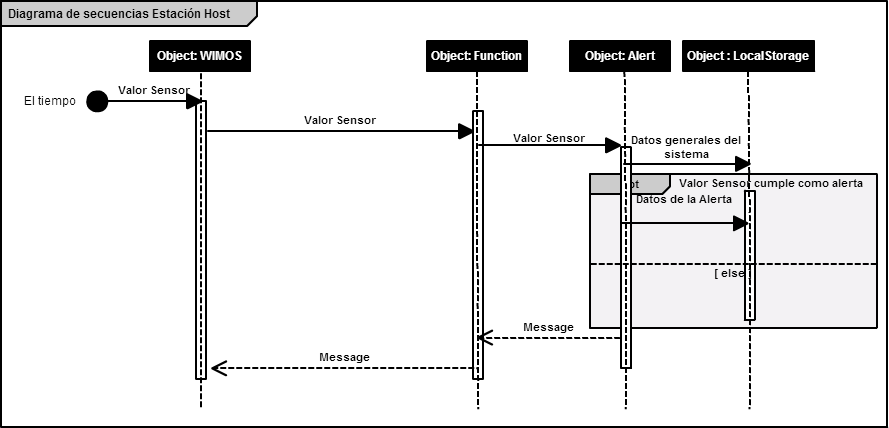 Diagrama de secuencias Estación Host
Object: WIMOS
Object: Function
Object: Alert
Object : LocalStorage
El tiempo
Valor Sensor
Valor Sensor
Valor Sensor
Datos generales del
sistema
Valor Sensor cumple como alerta
Datos de la Alerta
[ else ]
Message
Message